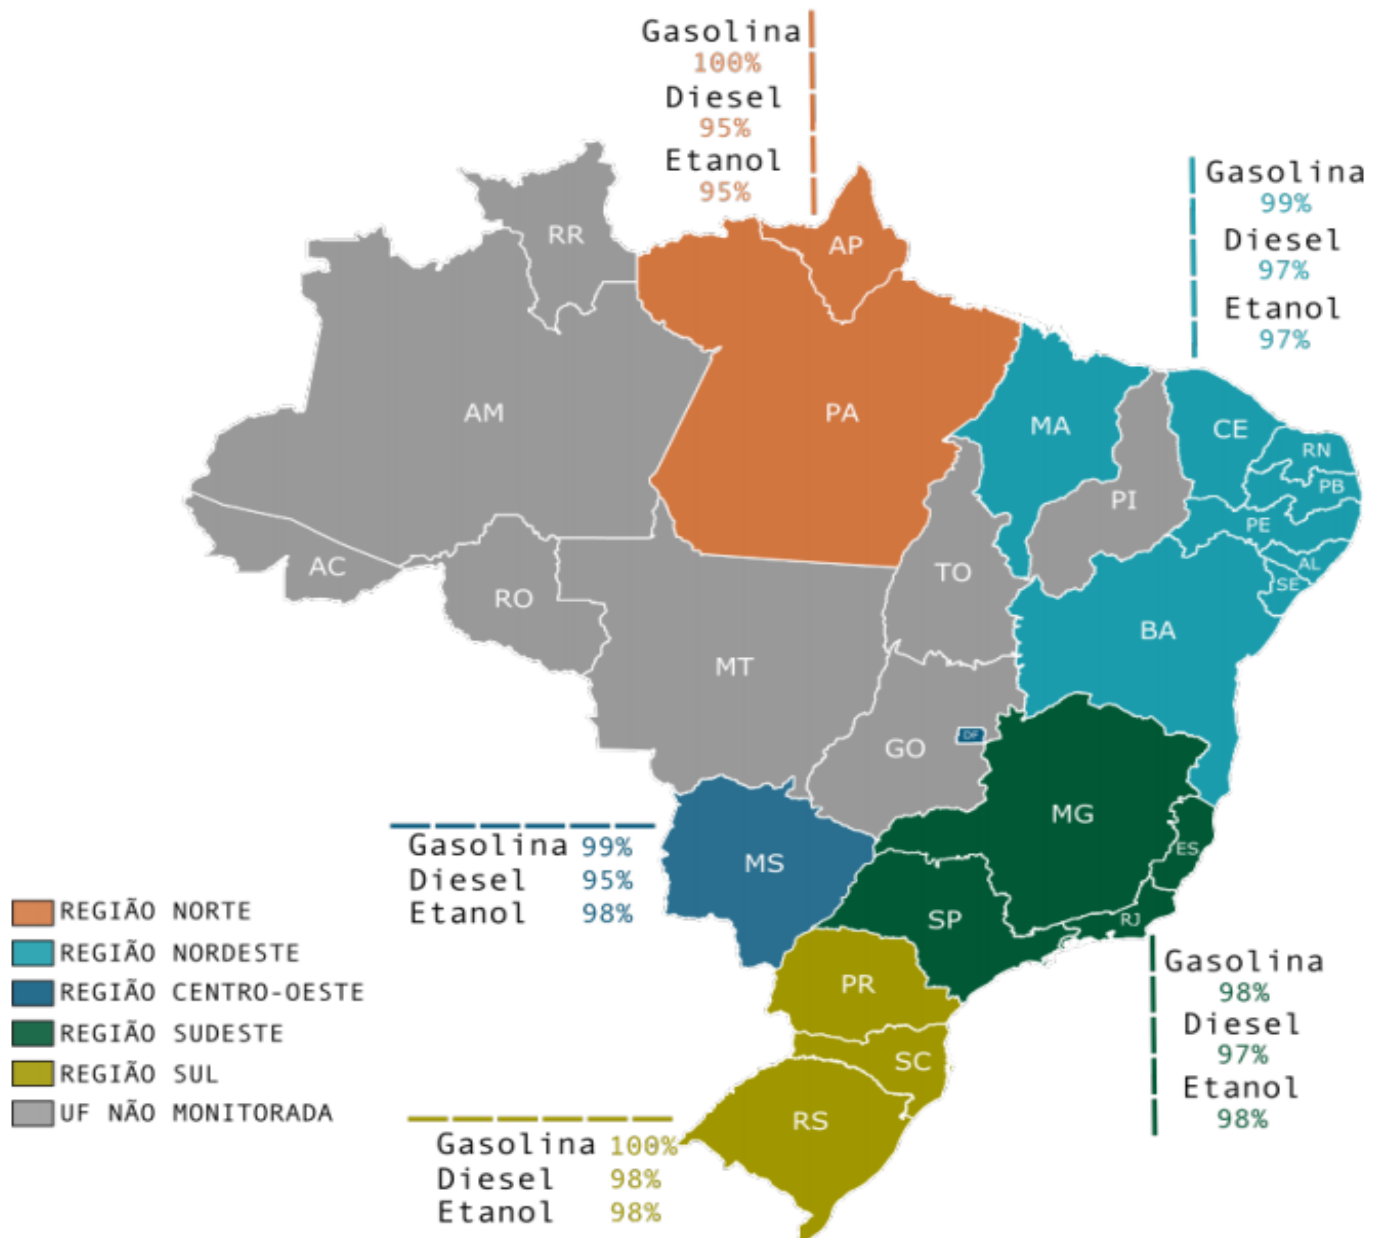 Gasolina
100%
Diesel
95%
Etanol
95%
Gasolina
99%
Diesel
97%
Etanol
97%
RR
AP
AM
PA
MA
CE
RN
PB
PI
PE
AC
RO
TO
AL
SE
BA
MT
GO
DF
MG
ES
MS
SP
RJ
PR
SC
RS
Gasolina 99%
Diesel 95%
Etanol 98%
REGIÃO NORTE
REGIÃO NORDESTE
REGIÃO CENTRO-OESTE
REGIÃO SUDESTE
REGIÃO SUL
UF NÃO MONITORADA
Gasolina
98%
Diesel
97%
Etanol
98%
Gasolina 100%
Diesel 98%
Etanol 98%